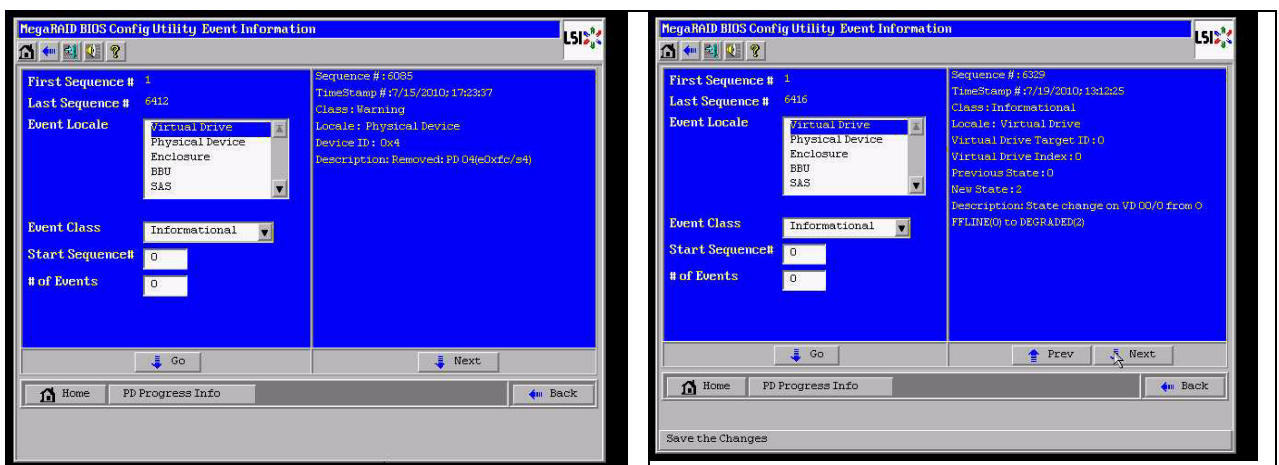 MegaRAID BIOS Config Utility Event Information
LSI
First Sequence # 1
Last Sequence # 6412
Event Locale
Virtual Drive
Physical Device
Enclosure
BBU
SAS
Event Class Informational
Start Sequence# 0
# of Events 0
Go
Sequence #: 6085
TimeStamp #:7/15/2010; 17:23:37
Class: Warning
Locale: Physical Device
Device ID: 0x4
Description: Removed: PD 04(e0xfc/s4)
Next
Home
PD Progress Info
Back
MegaRAID BIOS Config Utility Event Information
LSI
First Sequence # 1
Last Sequence # 6416
Event Locale
Virtual Drive
Physical Device
Enclosure
BBU
SAS
Event Class Informational
Start Sequence# 0
# of Events 0
Go
Sequence #: 6329
TimeStamp #:7/19/2010; 13:12:25
Class: Informational
Locale: Virtual Drive
Virtual Drive Target ID: 0
Virtual Drive Index: 0
Previous State: 0
New State: 2
Description: State change on VD 00/0 from O
FFLINE(0) to DEGRADED(2)
Prev
Next
Home
PD Progress Info
Back
Save the Changes